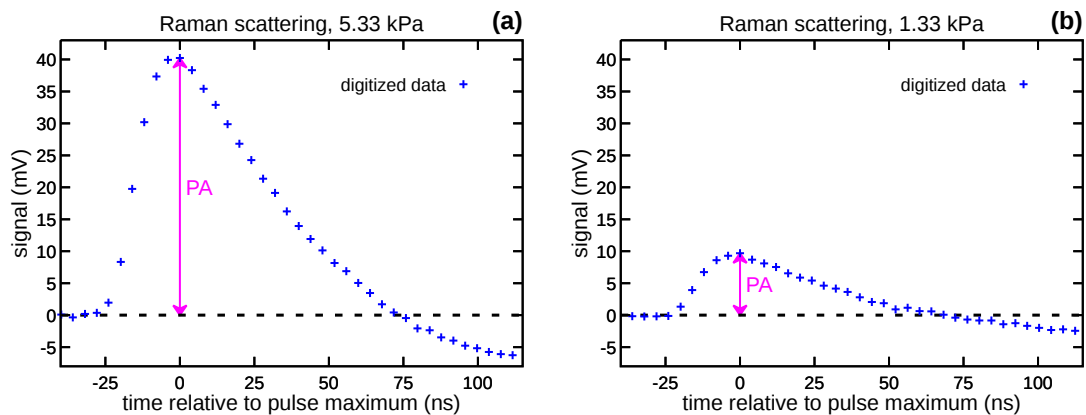 Raman scattering, 5.33 kPa
(a)
signal (mV)
40
35
30
25
20
15
10
5
0
-5
digitized data
PA
-25 0 25 50 75 100
time relative to pulse maximum (ns)
Raman scattering, 1.33 kPa
(b)
signal (mV)
40
35
30
25
20
15
10
5
0
-5
digitized data
PA
-25 0 25 50 75 100
time relative to pulse maximum (ns)